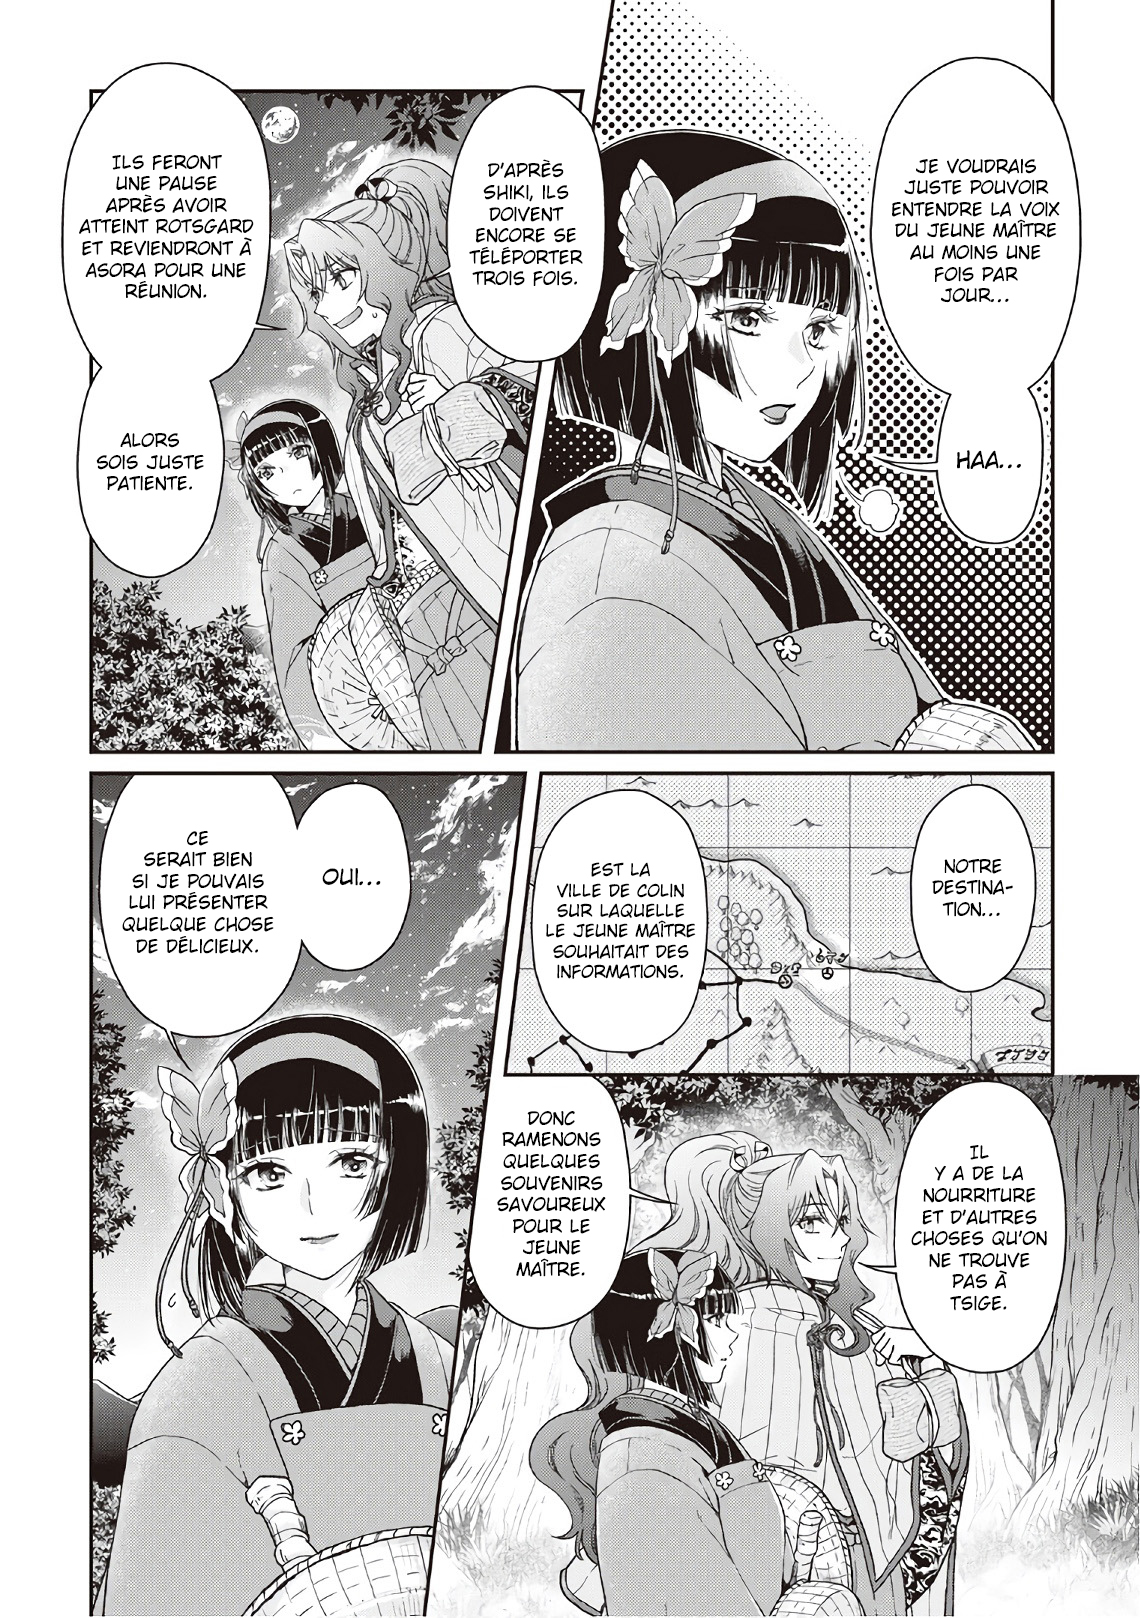 JE VOUDRAIS
JUSTE POUVOIR
ENTENDRE LA VOIX
DU JEUNE MAÎTRE
AU MOINS UNE
FOIS PAR
JOUR...
HAA...
D'APRÈS
SHIKI, ILS
DOIVENT
ENCORE SE
TÉLÉPORTER
TROIS FOIS.
ILS FERONT
UNE PAUSE
APRÈS AVOIR
ATTEINT ROTSGARD
ET REVIENDRONT À
ASORA POUR UNE
RÉUNION.
ALORS
SOIS JUSTE
PATIENTE.
NOTRE
DESTINA-
TION...
EST LA
VILLE DE COLIN
SUR LAQUELLE
LE JEUNE MAÎTRE
SOUHAITAIT DES
INFORMATIONS.
IL
Y A DE LA
NOURRITURE
ET D'AUTRES
CHOSES QU'ON
NE TROUVE
PAS À
TSIGE.
DONC
RAMENONS
QUELQUES
SOUVENIRS
SAVOUREUX
POUR LE
JEUNE
MAÎTRE.
OUI...
CE
SERAIT BIEN
SI JE POUVAIS
LUI PRÉSENTER
QUELQUE CHOSE
DE DÉLICIEUX.